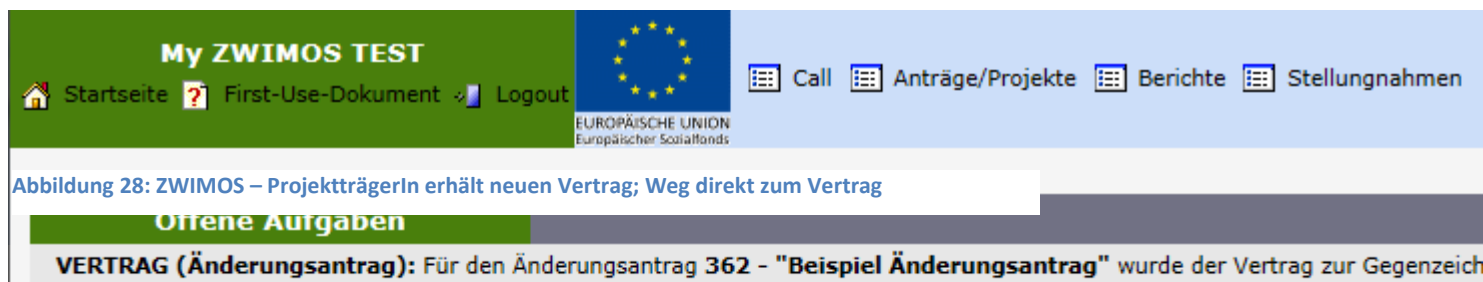 My ZWIMOS TEST
Startseite First-Use-Dokument Logout
EUROPÄISCHE UNION
Europäischer Sozialfonds
Call Anträge/Projekte Berichte Stellungnahmen
Abbildung 28: ZWIMOS – ProjektträgerIn erhält neuen Vertrag; Weg direkt zum Vertrag
Offene Aufgaben
VERTRAG (Änderungsantrag): Für den Änderungsantrag 362 - "Beispiel Änderungsantrag" wurde der Vertrag zur Gegenzeich